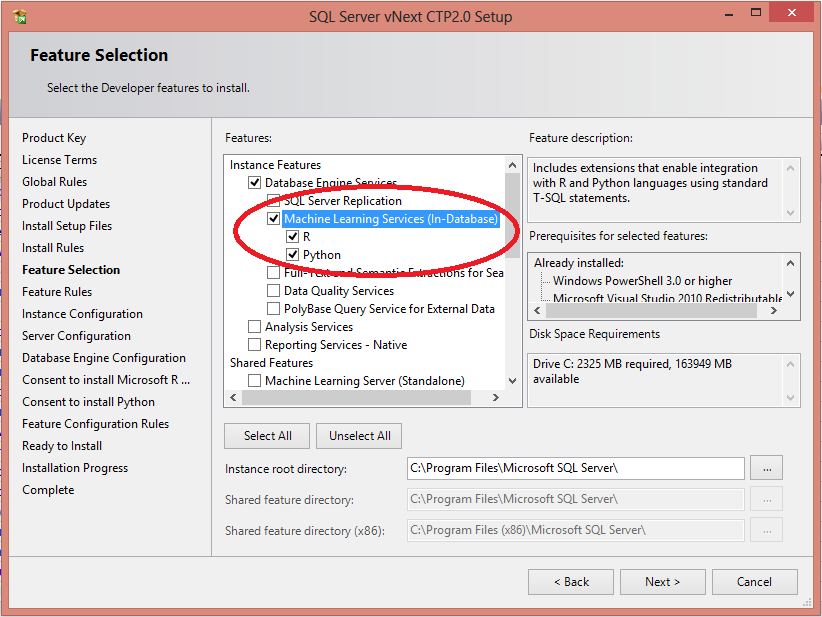 SQL Server vNext CTP2.0 Setup
Feature Selection
Select the Developer features to install.
Product Key
License Terms
Global Rules
Product Updates
Install Setup Files
Install Rules
Feature Selection
Feature Rules
Instance Configuration
Server Configuration
Database Engine Configuration
Consent to install Microsoft R ...
Consent to install Python
Feature Configuration Rules
Ready to Install
Installation Progress
Complete
Features:
Instance Features
Database Engine Services
SQL Server Replication
Machine Learning Services (In-Database)
R
Python
Full-Text and Semantic Extractions for Sea
Data Quality Services
PolyBase Query Service for External Data
Analysis Services
Reporting Services - Native
Shared Features
Machine Learning Server (Standalone)
Feature description:
Includes extensions that enable integration
with R and Python languages using standard
T-SQL statements.
Prerequisites for selected features:
Already installed:
Windows PowerShell 3.0 or higher
Microsoft Visual Studio 2010 Redistributable
Disk Space Requirements
Drive C: 2325 MB required, 163949 MB
available
Select All
Unselect All
Instance root directory:
C:\Program Files\Microsoft SQL Server\
...
Shared feature directory:
C:\Program Files\Microsoft SQL Server\
...
Shared feature directory (x86):
C:\Program Files (x86)\Microsoft SQL Server\
...
< Back
Next >
Cancel